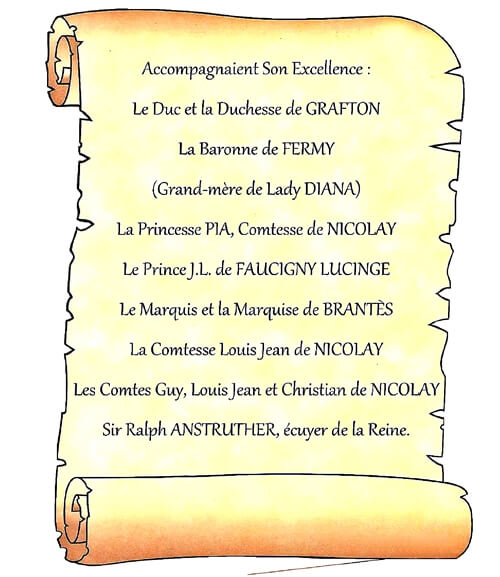 Accompagnaient Son Excellence :
Le Duc et la Duchesse de GRAFTON
La Baronne de FERMY
(Grand-mère de Lady DIANA)
La Princesse PIA, Comtesse de NICOLAY
Le Prince J.L. de FAUCIGNY LUCINGE
Le Marquis et la Marquise de BRANTÈS
La Comtesse Louis Jean de NICOLAY
Les Comtes Guy, Louis Jean et Christian de NICOLAY
Sir Ralph ANSTRUTHER, écuyer de la Reine.